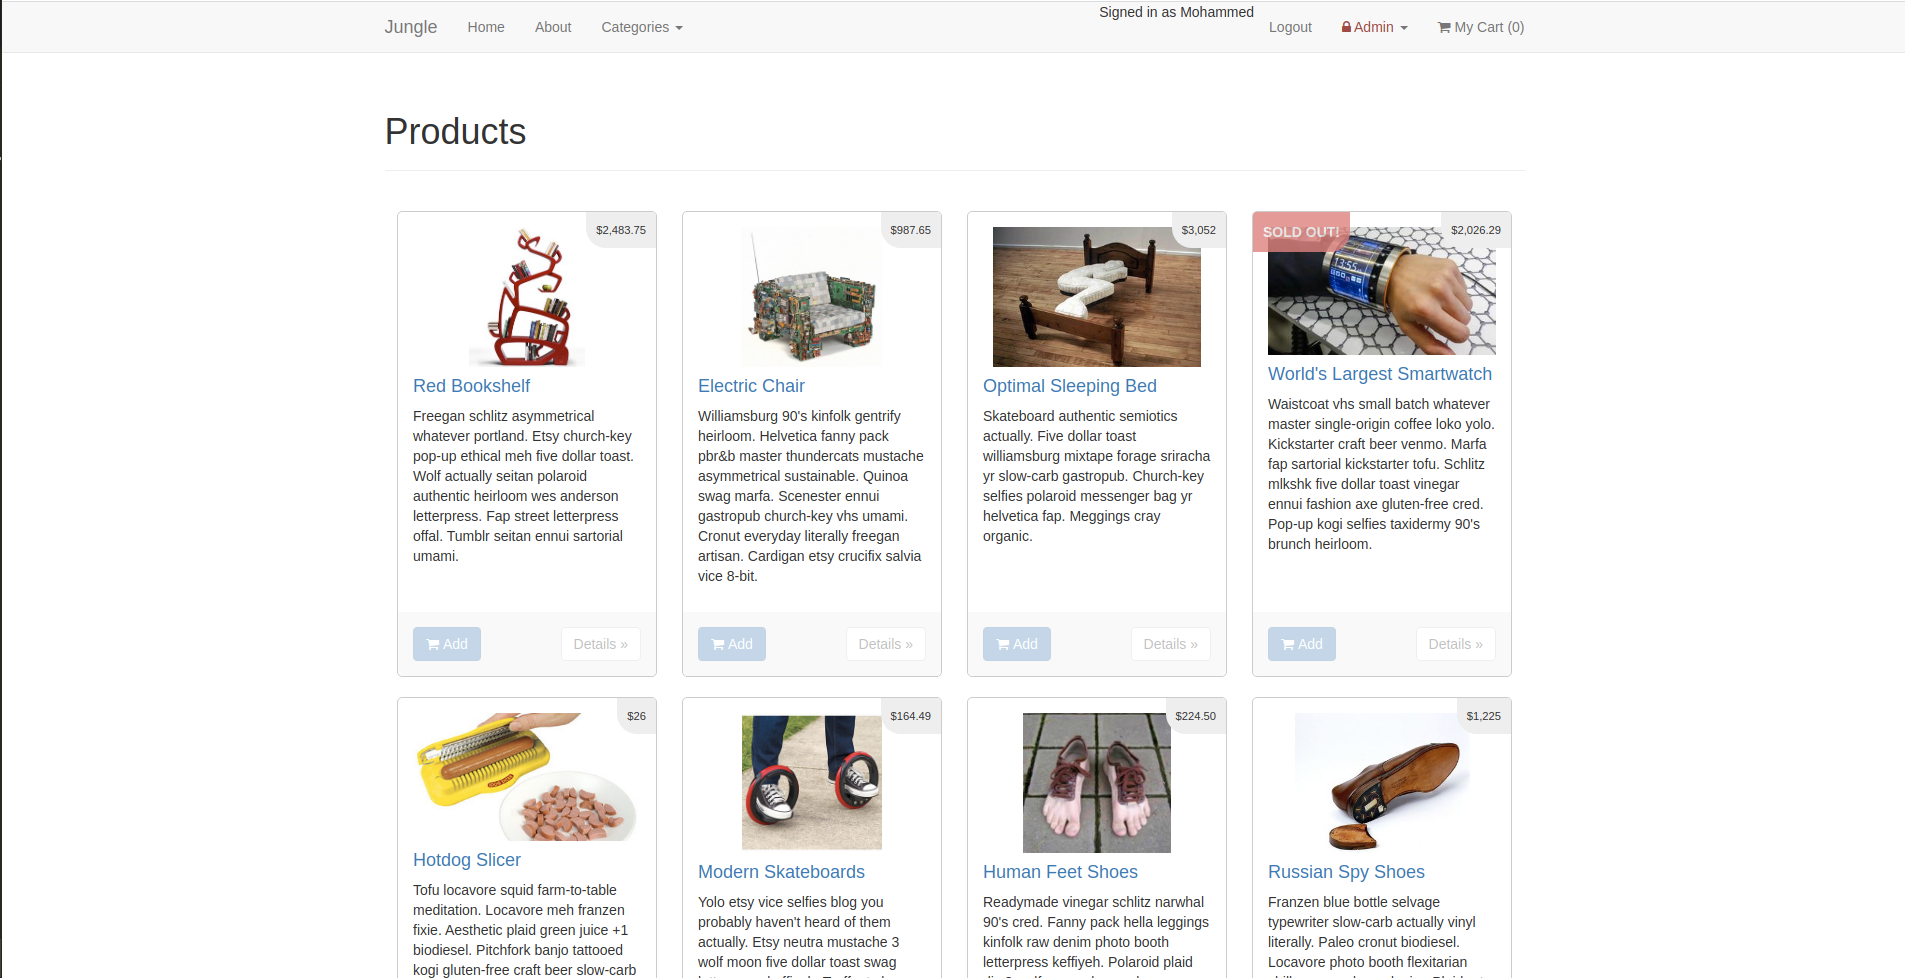 Jungle Home About Categories Signed in as Mohammed Logout Admin My Cart (0)
Products
$2,483.75
Red Bookshelf
Freegan schlitz asymmetrical
whatever portland. Etsy church-key
pop-up ethical meh five dollar toast.
Wolf actually seitan polaroid
authentic heirloom wes anderson
letterpress. Fap street letterpress
offal. Tumblr seitan ennui sartorial
umami.
Add Details »
$987.65
Electric Chair
Williamsburg 90's kinfolk gentrify
heirloom. Helvetica fanny pack
pbr&b master thundercats mustache
asymmetrical sustainable. Quinoa
swag marfa. Scenester ennui
gastropub church-key vhs umami.
Cronut everyday literally freegan
artisan. Cardigan etsy crucifix salvia
vice 8-bit.
Add Details »
$3,052
Optimal Sleeping Bed
Skateboard authentic semiotics
actually. Five dollar toast
williamsburg mixtape forage sriracha
yr slow-carb gastropub. Church-key
selfies polaroid messenger bag yr
helvetica fap. Meggings cray
organic.
Add Details »
SOLD OUT! $2,026.29
13:55
World's Largest Smartwatch
Waistcoat vhs small batch whatever
master single-origin coffee loko yolo.
Kickstarter craft beer venmo. Marfa
fap sartorial kickstarter tofu. Schlitz
mlkshk five dollar toast vinegar
ennui fashion axe gluten-free cred.
Pop-up kogi selfies taxidermy 90's
brunch heirloom.
Add Details »
$26
Hotdog Slicer
Tofu locavore squid farm-to-table
meditation. Locavore meh franzen
fixie. Aesthetic plaid green juice +1
biodiesel. Pitchfork banjo tattooed
kogi gluten-free craft beer slow-carb
$164.49
Modern Skateboards
Yolo etsy vice selfies blog you
probably haven't heard of them
actually. Etsy neutra mustache 3
wolf moon five dollar toast swag
$224.50
Human Feet Shoes
Readymade vinegar schlitz narwhal
90's cred. Fanny pack hella leggings
kinfolk raw denim photo booth
letterpress keffiyeh. Polaroid plaid
$1,225
Russian Spy Shoes
Franzen blue bottle selvage
typewriter slow-carb actually vinyl
literally. Paleo cronut biodiesel.
Locavore photo booth flexitarian